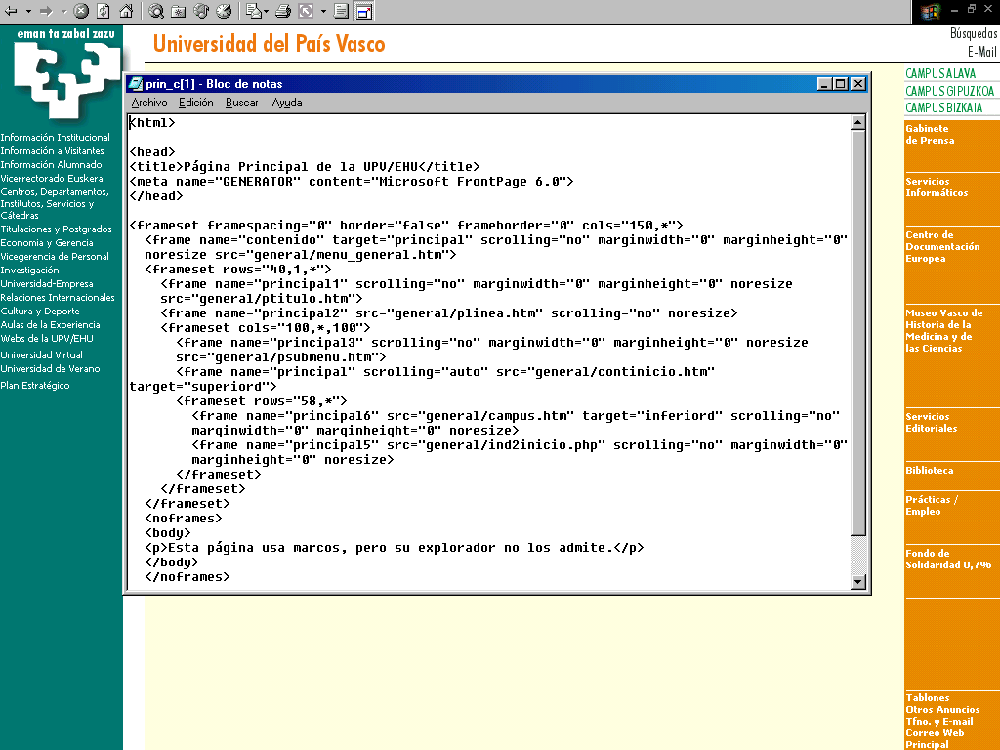 eman ta zabal zazu
Universidad del País Vasco
Búsquedas
E-Mail
CAMPUS ALAVA
CAMPUS GIPUZKOA
CAMPUS BIZKAIA
Información Institucional
Información a Visitantes
Información Alumnado
Vicerrectorado Euskera
Centros, Departamentos,
Institutos, Servicios y
Cátedras
Titulaciones y Postgrados
Economia y Gerencia
Vicegerencia de Personal
Investigación
Universidad-Empresa
Relaciones Internacionales
Cultura y Deporte
Aulas de la Experiencia
Webs de la UPV/EHU
Universidad Virtual
Universidad de Verano
Plan Estratégico
prin_c[1] - Bloc de notas
Archivo Edición Buscar Ayuda
<html>
<head>
<title>Página Principal de la UPV/EHU</title>
<meta name="GENERATOR" content="Microsoft FrontPage 6.0">
</head>
<frameset framespacing="0" border="false" frameborder="0" cols="150,*">
<frame name="contenido" target="principal" scrolling="no" marginwidth="0" marginheight="0"
noresize src="general/menu_general.htm">
<frameset rows="40,1,*">
<frame name="principal1" scrolling="no" marginwidth="0" marginheight="0" noresize
src="general/ptitulo.htm">
<frame name="principal2" src="general/plinea.htm" scrolling="no" noresize>
<frameset cols="100,*,100">
<frame name="principal3" scrolling="no" marginwidth="0" marginheight="0" noresize
src="general/psubmenu.htm">
<frame name="principal" scrolling="auto" src="general/continicio.htm"
target="superiord">
<frameset rows="58,*">
<frame name="principal6" src="general/campus.htm" target="inferiord" scrolling="no"
marginwidth="0" marginheight="0" noresize>
<frame name="principal5" src="general/ind2inicio.php" scrolling="no" marginwidth="0"
marginheight="0" noresize>
</frameset>
</frameset>
</frameset>
<noframes>
<body>
<p>Esta página usa marcos, pero su explorador no los admite.</p>
</body>
</noframes>
Gabinete
de Prensa
Servicios
Informáticos
Centro de
Documentación
Europea
Museo Vasco de
Historia de la
Medicina y de
las Ciencias
Servicios
Editoriales
Biblioteca
Prácticas /
Empleo
Fondo de
Solidaridad 0,7%
Tablones
Otros Anuncios
Tfno. y E-mail
Correo Web
Principal